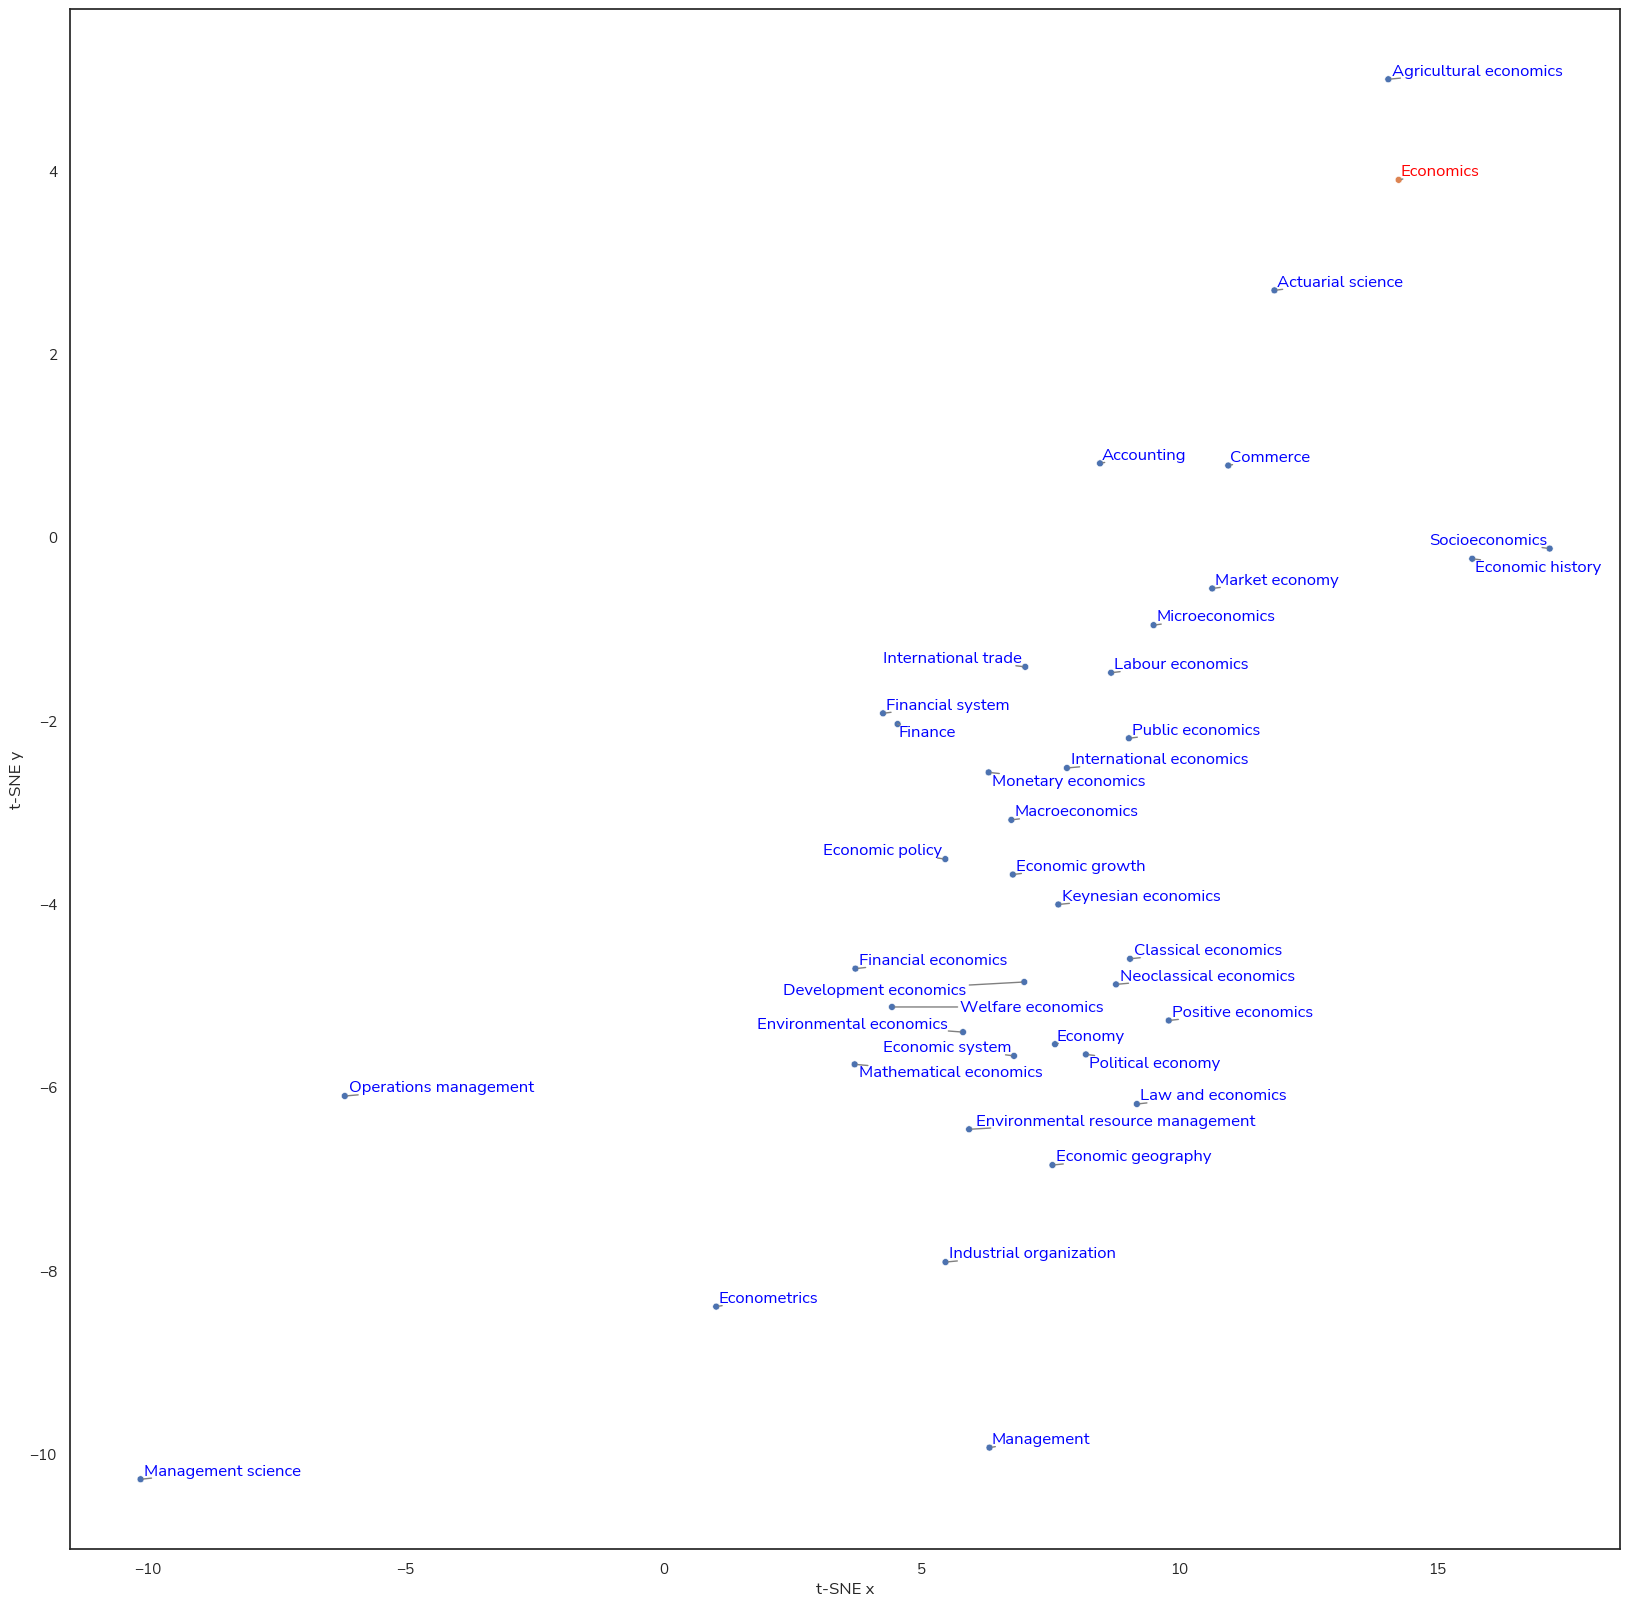 Agricultural economics
4
Economics
Actuarial science
2
Accounting
Commerce
0
Socioeconomics
Economic history
Market economy
Microeconomics
International trade
Labour economics
Financial system
−2
Finance
Public economics
International economics
Monetary economics
t-SNE y
Macroeconomics
Economic policy
Economic growth
Keynesian economics
−4
Classical economics
Financial economics
Neoclassical economics
Development economics
Welfare economics
Positive economics
Environmental economics
Economy
Economic system
Political economy
Mathematical economics
−6
Operations management
Law and economics
Environmental resource management
Economic geography
Industrial organization
−8
Econometrics
Management
−10
Management science
−10
−5
0
5
10
15
t-SNE x